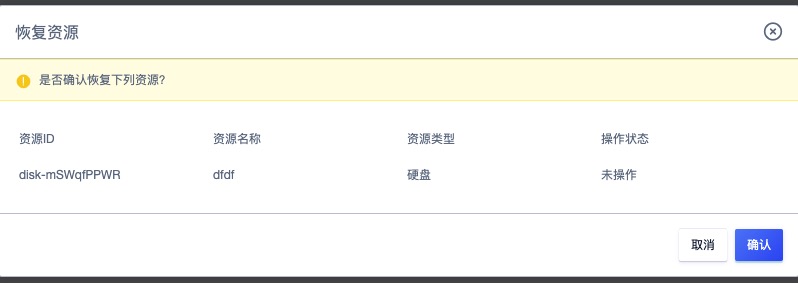 恢复资源
是否确认恢复下列资源?
资源ID 资源名称 资源类型 操作状态
disk-mSWqfPPWR dfdf 硬盘 未操作
取消 确认